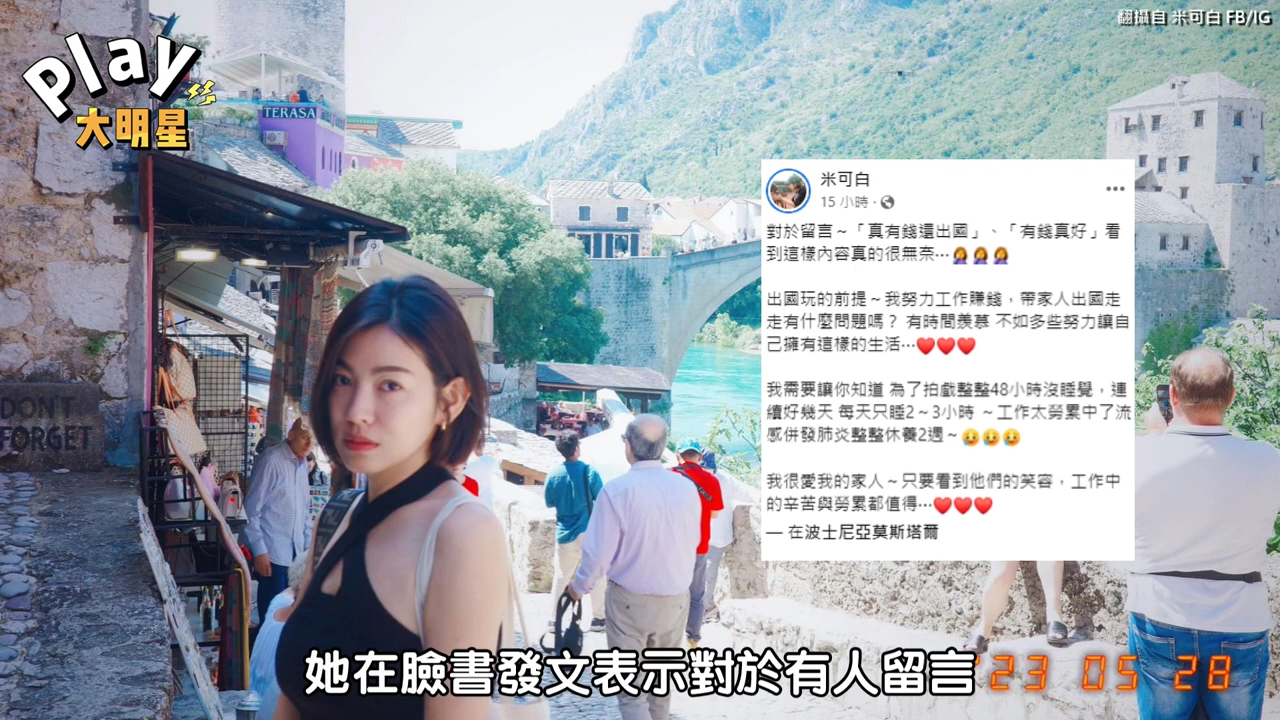 翻攝自 米可白 FB/IG
Play
大明星
TERASA
DON'T
FORGET
米可白
15 小時 ·
對於留言~「真有錢還出國」、「有錢真好」看
到這樣內容真的很無奈…🤦‍♀️🤦‍♀️🤦‍♀️
出國玩的前提~我努力工作賺錢，帶家人出國走
走有什麼問題嗎？ 有時間羨慕 不如多些努力讓自
己擁有這樣的生活…❤️❤️❤️
我需要讓你知道 為了拍戲整整48小時沒睡覺，連
續好幾天 每天只睡2~3小時 ~工作太勞累中了流
感併發肺炎整整休養2週~😢😢😢
我很愛我的家人~只要看到他們的笑容，工作中
的辛苦與勞累都值得…❤️❤️❤️
— 在波士尼亞莫斯塔爾
她在臉書發文表示對於有人留言
'23 05 28